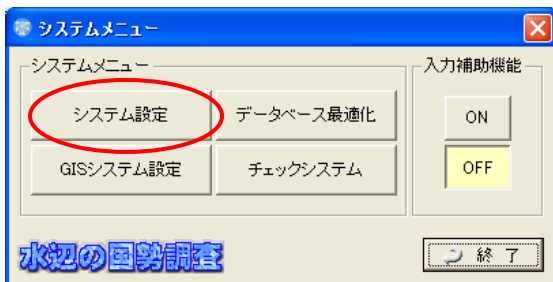 システムメニュー
システムメニュー
システム設定
データベース最適化
GISシステム設定
チェックシステム
入力補助機能
ON
OFF
水辺の国勢調査
終 了